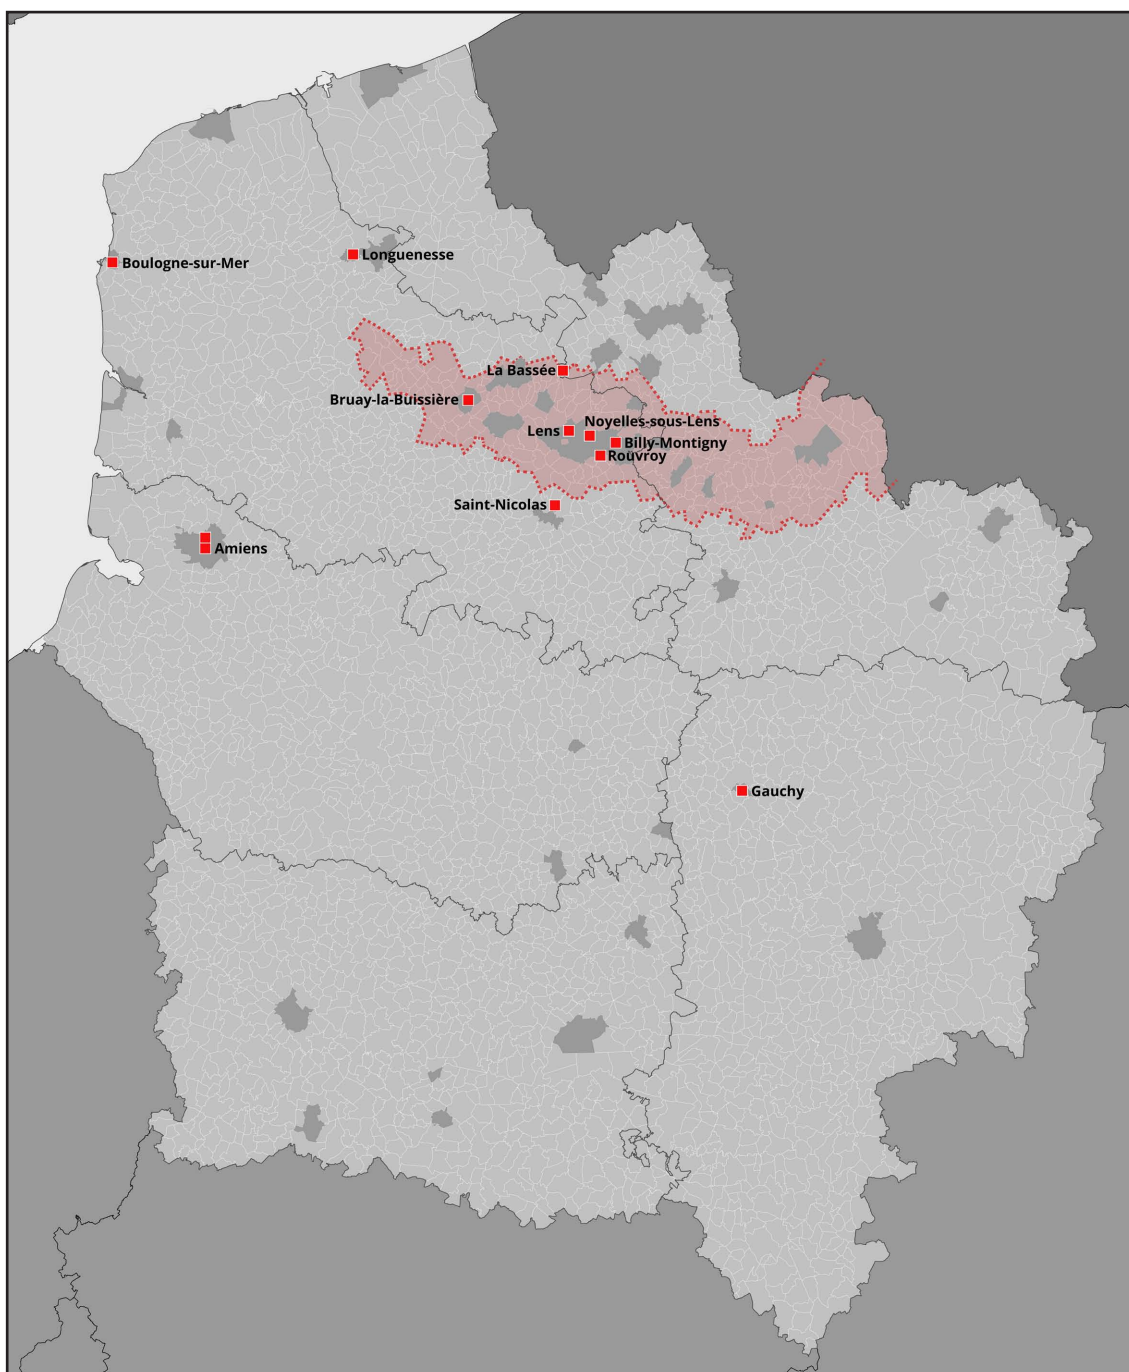 Longuenesse
Boulogne-sur-Mer
La Bassée
Bruay-la-Buissière
Noyelles-sous-Lens
Lens
Billy-Montigny
Rouvroy
Saint-Nicolas
Amiens
Gauchy